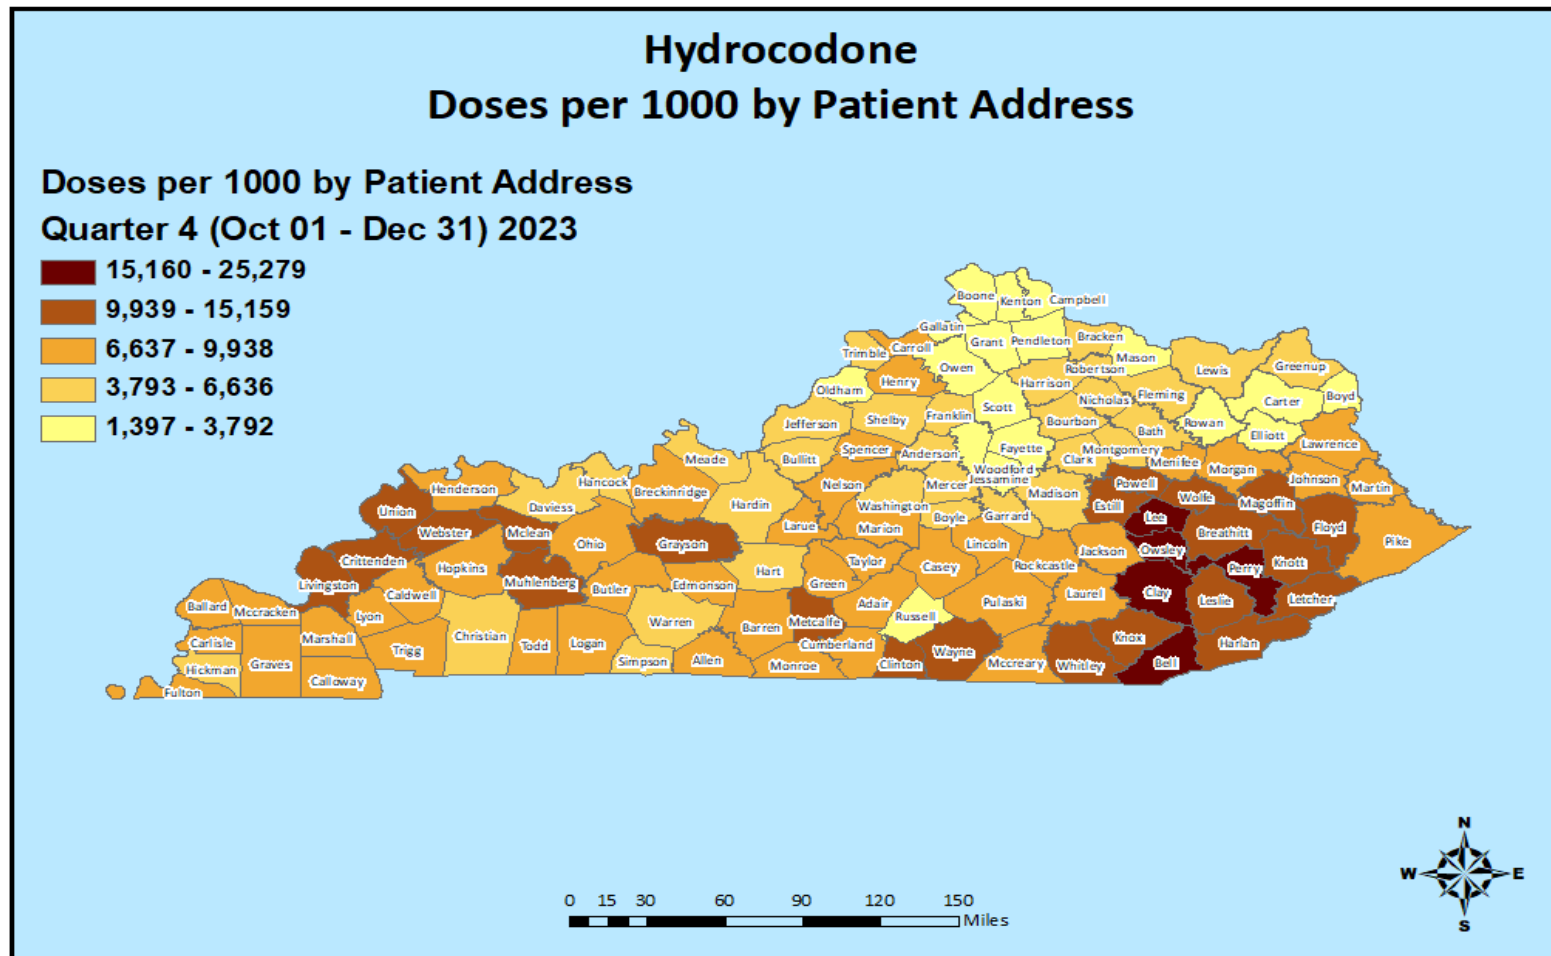 Hydrocodone
Doses per 1000 by Patient Address
Doses per 1000 by Patient Address
Quarter 4 (Oct 01 - Dec 31) 2023
15,160 - 25,279
9,939 - 15,159
6,637 - 9,938
3,793 - 6,636
1,397 - 3,792
Boone
Kenton
Campbell
Gallatin
Grant
Pendleton
Bracken
Trimble
Carroll
Mason
Owen
Robertson
Lewis
Greenup
Oldham
Henry
Harrison
Nicholas
Fleming
Carter
Boyd
Jefferson
Shelby
Franklin
Scott
Bourbon
Bath
Rowan
Elliott
Lawrence
Bullitt
Spencer
Anderson
Fayette
Woodford
Jessamine
Clark
Montgomery
Menifee
Morgan
Johnson
Martin
Meade
Hancock
Breckinridge
Henderson
Daviess
Union
Webster
Mclean
Ohio
Grayson
Hardin
Larue
Nelson
Washington
Marion
Mercer
Boyle
Garrard
Madison
Estill
Powell
Wolfe
Magoffin
Lee
Breathitt
Floyd
Pike
Owsley
Perry
Knott
Crittenden
Livingston
Hopkins
Muhlenberg
Butler
Edmonson
Hart
Green
Taylor
Casey
Lincoln
Rockcastle
Jackson
Clay
Leslie
Letcher
Ballard
Mccracken
Lyon
Caldwell
Christian
Todd
Logan
Warren
Barren
Metcalfe
Adair
Russell
Pulaski
Laurel
Knox
Harlan
Carlisle
Marshall
Trigg
Simpson
Allen
Monroe
Cumberland
Clinton
Wayne
Mccreary
Whitley
Bell
Hickman
Graves
Calloway
Fulton
N
W
E
S
0 15 30 60 90 120 150
Miles